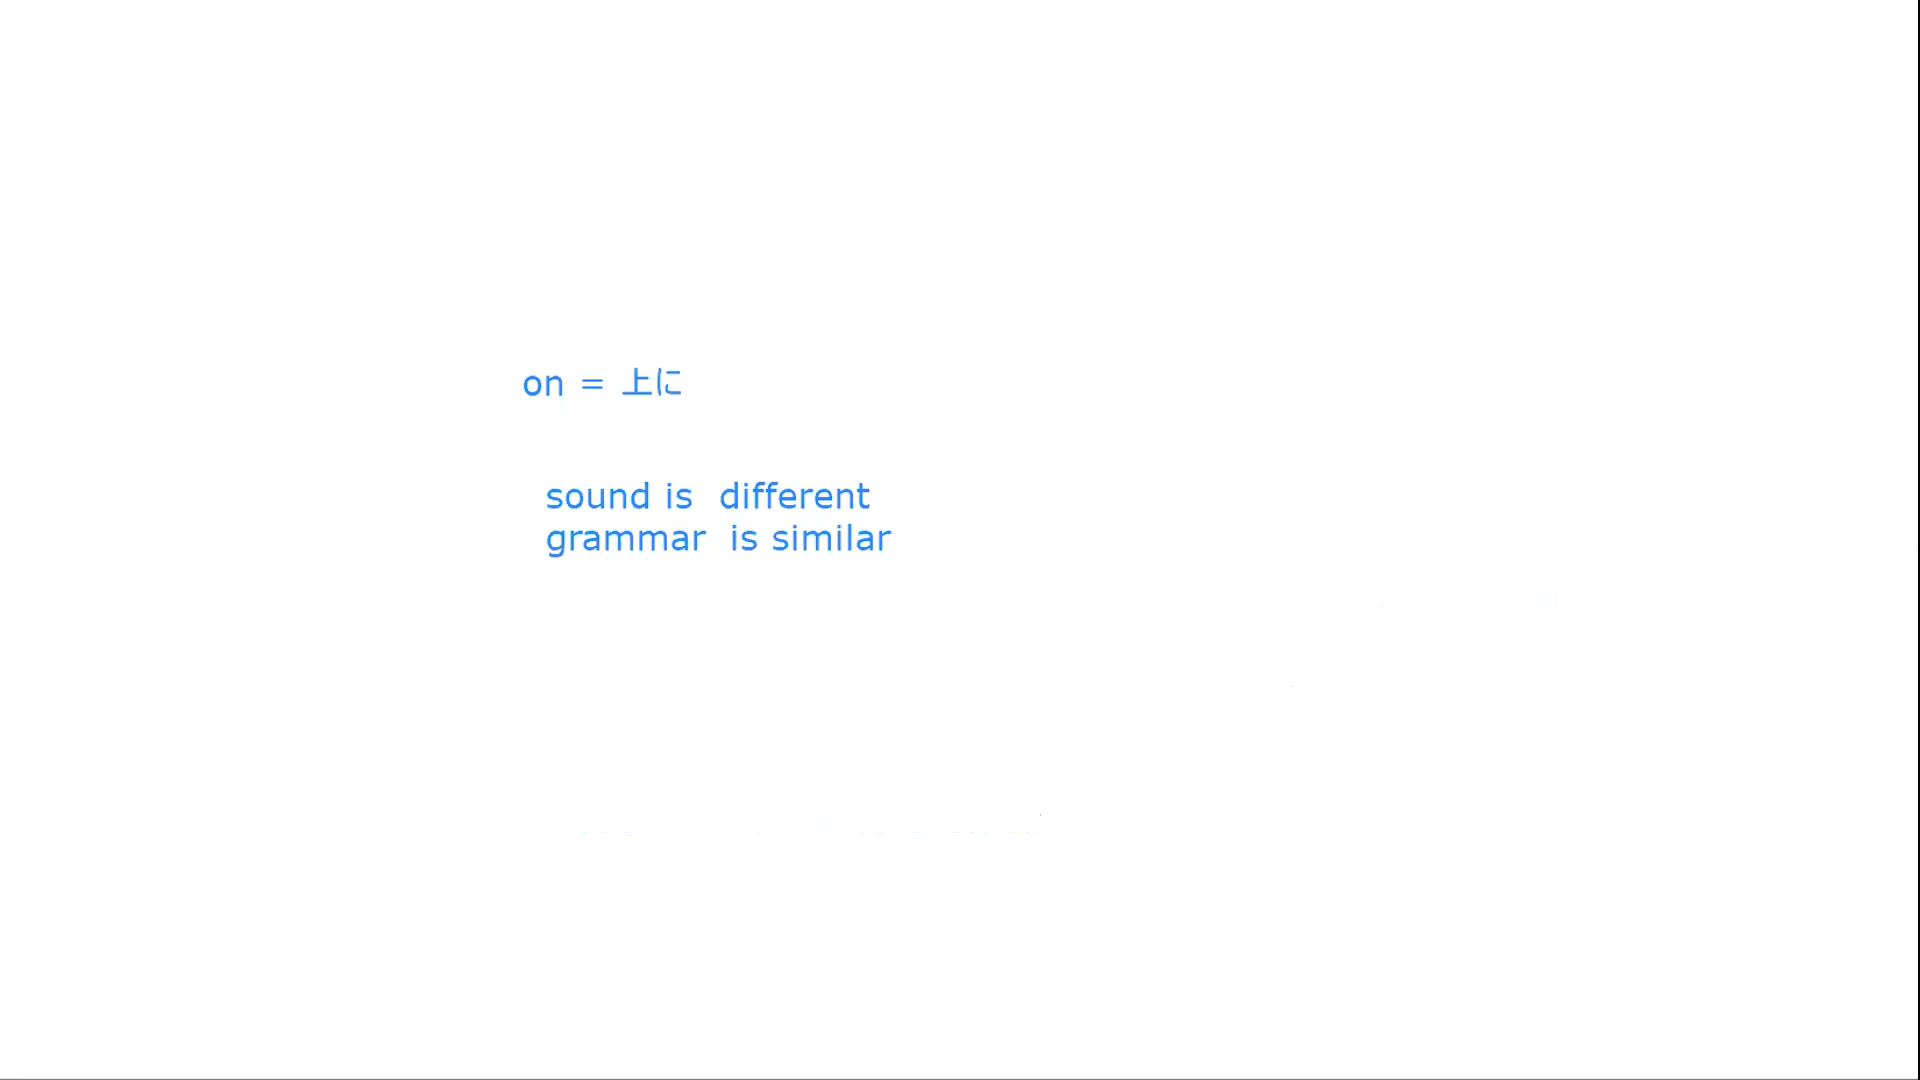 on = 上に
sound is  different
grammar  is similar